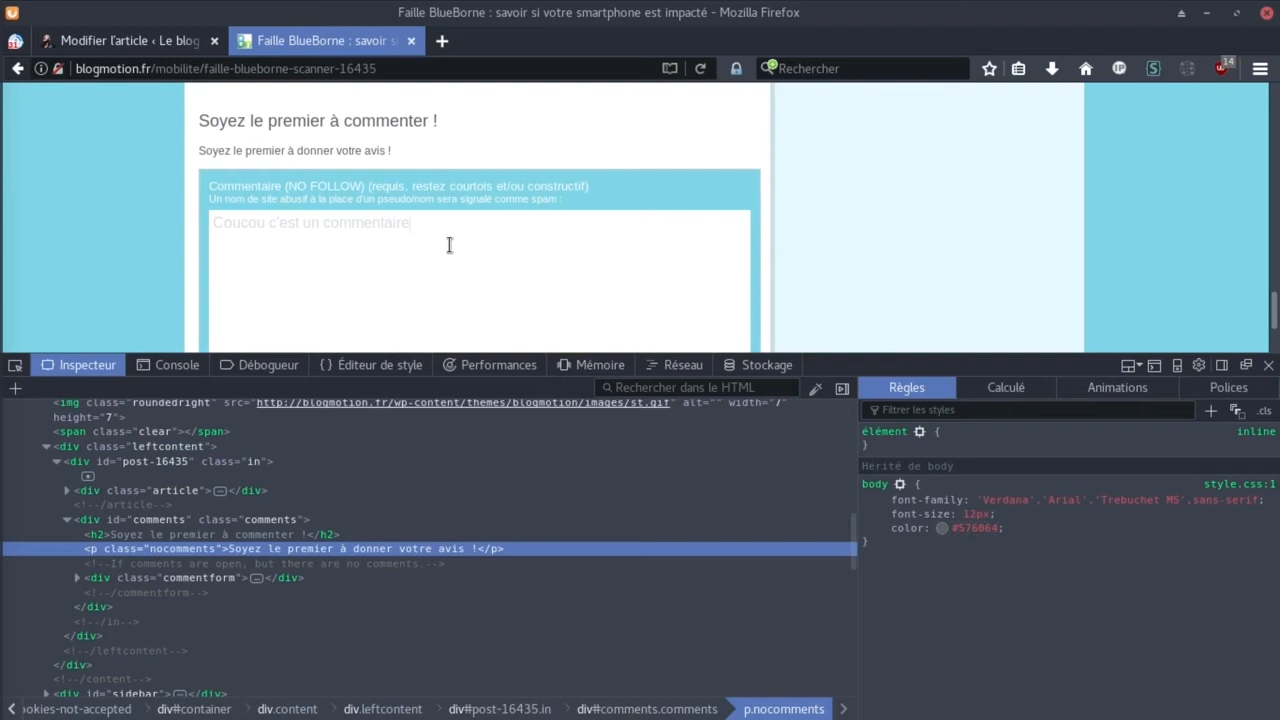 Faille BlueBorne : savoir si votre smartphone est impacté - Mozilla Firefox
31
Modifier l'article ‹ Le blog
Faille BlueBorne : savoir si
blogmotion.fr/mobilite/faille-blueborne-scanner-16435
Rechercher
IP
S
14
Soyez le premier à commenter !
Soyez le premier à donner votre avis !
Commentaire (NO FOLLOW) (requis, restez courtois et/ou constructif)
Un nom de site abusif à la place d'un pseudo/nom sera signalé comme spam :
Coucou c'est un commentaire
Inspecteur
Console
Débogueur
{ } Éditeur de style
Performances
Mémoire
Réseau
Stockage
Rechercher dans le HTML
Règles
Calculé
Animations
Polices
<img class="roundedright" src="http://blogmotion.fr/wp-content/themes/blogmotion/images/st.gif" alt="" width="7"
height="7">
<span class="clear"></span>
<div class="leftcontent">
<div id="post-16435" class="in">
<div class="article"></div>
<!--/article-->
<div id="comments" class="comments">
<h2>Soyez le premier à commenter !</h2>
<p class="nocomments">Soyez le premier à donner votre avis !</p>
<!--If comments are open, but there are no comments.-->
<div class="commentform"></div>
<!--/commentform-->
</div>
<!--/in-->
</div>
<!--/leftcontent-->
</div>
<!--/content-->
<div id="sidebar"></div>
Filtrer les styles
.cls
élément { inline
}
Hérité de body
body { style.css:1
font-family: 'Verdana','Arial','Trebuchet MS',sans-serif;
font-size: 12px;
color: #576064;
}
ookies-not-accepted
div#container
div.content
div.leftcontent
div#post-16435.in
div#comments.comments
p.nocomments